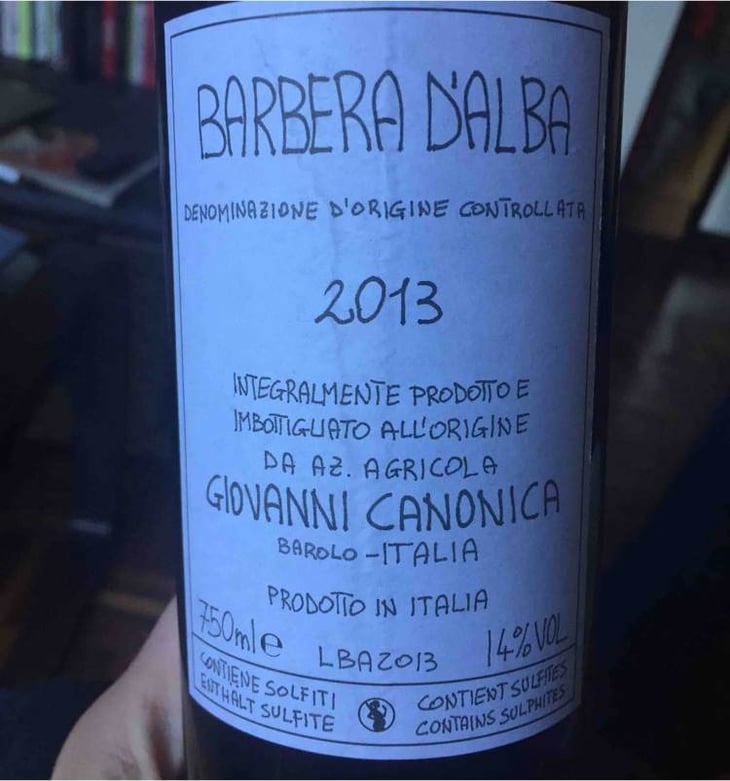 BARBERA D'ALBA
DENOMINAZIONE D'ORIGINE CONTROLLATA
2013
INTEGRALMENTE PRODOTTO E
IMBOTTIGLIATO ALL'ORIGINE
DA AZ. AGRICOLA
GIOVANNI CANONICA
BAROLO-ITALIA
PRODOTTO IN ITALIA
750ml e LBA2013 14% VOL
CONTIENE SOLFITI
ENTHALT SULFITE
CONTIENT SULFITES
CONTAINS SULPHITES